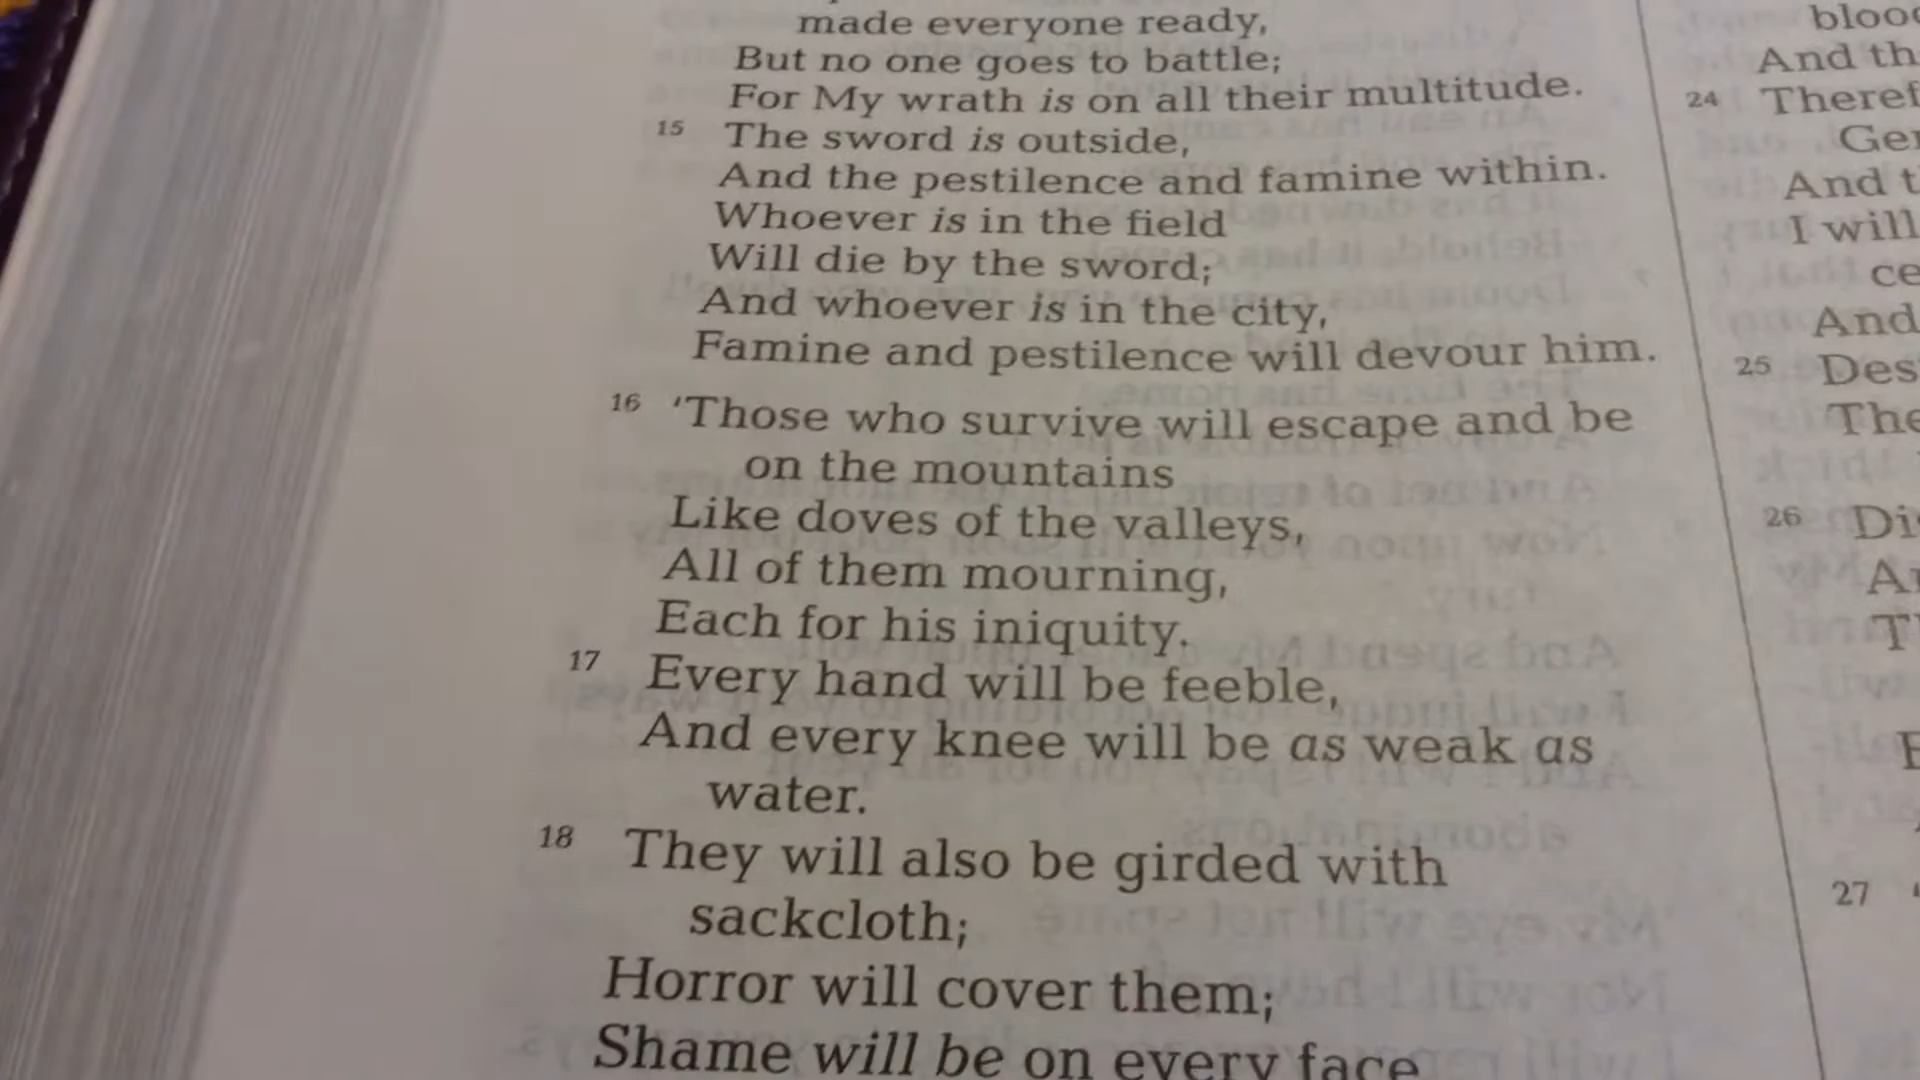 made everyone ready,
But no one goes to battle;
For My wrath is on all their multitude.
15 The sword is outside,
And the pestilence and famine within.
Whoever is in the field
Will die by the sword;
And whoever is in the city,
Famine and pestilence will devour him.
16 ‘Those who survive will escape and be
on the mountains
Like doves of the valleys,
All of them mourning,
Each for his iniquity.
17 Every hand will be feeble,
And every knee will be as weak as
water.
18 They will also be girded with
sackcloth;
Horror will cover them;
Shame will be on every face
And
24
And
I will
And
25
26
27